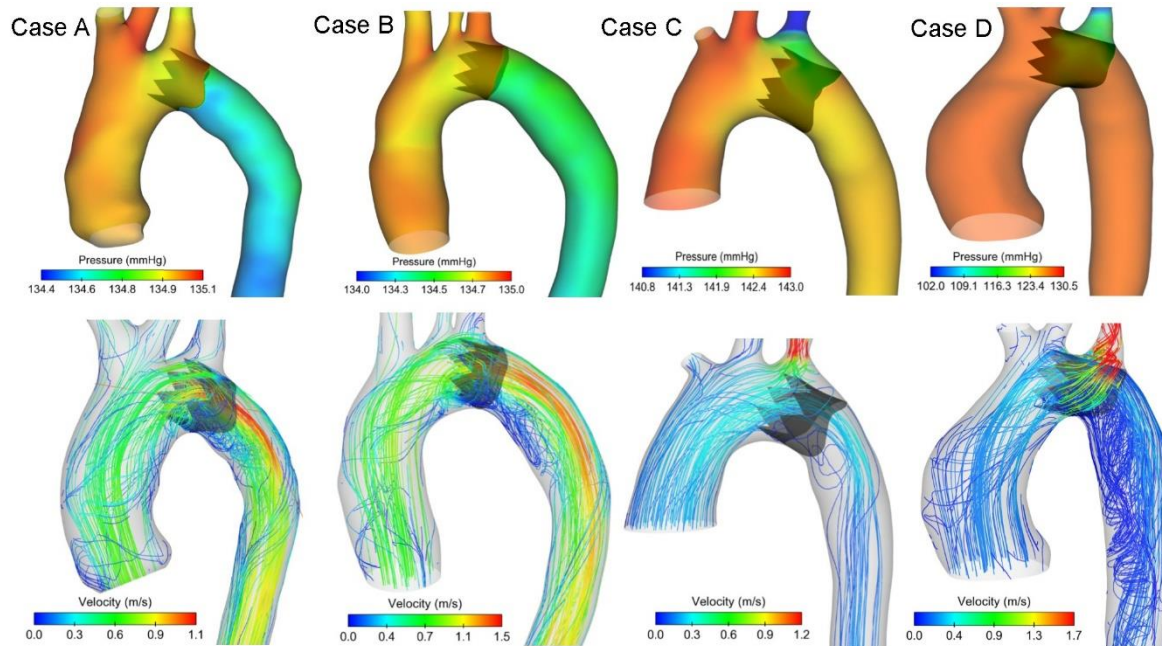 Case A
Case B
Case C
Case D
Pressure (mmHg)
134.4 134.6 134.8 134.9 135.1
Pressure (mmHg)
134.0 134.3 134.5 134.7 135.0
Pressure (mmHg)
140.8 141.3 141.9 142.4 143.0
Pressure (mmHg)
102.0 109.1 116.3 123.4 130.5
Velocity (m/s)
0.0 0.3 0.6 0.9 1.1
Velocity (m/s)
0.0 0.4 0.7 1.1 1.5
Velocity (m/s)
0.0 0.3 0.6 0.9 1.2
Velocity (m/s)
0.0 0.4 0.9 1.3 1.7